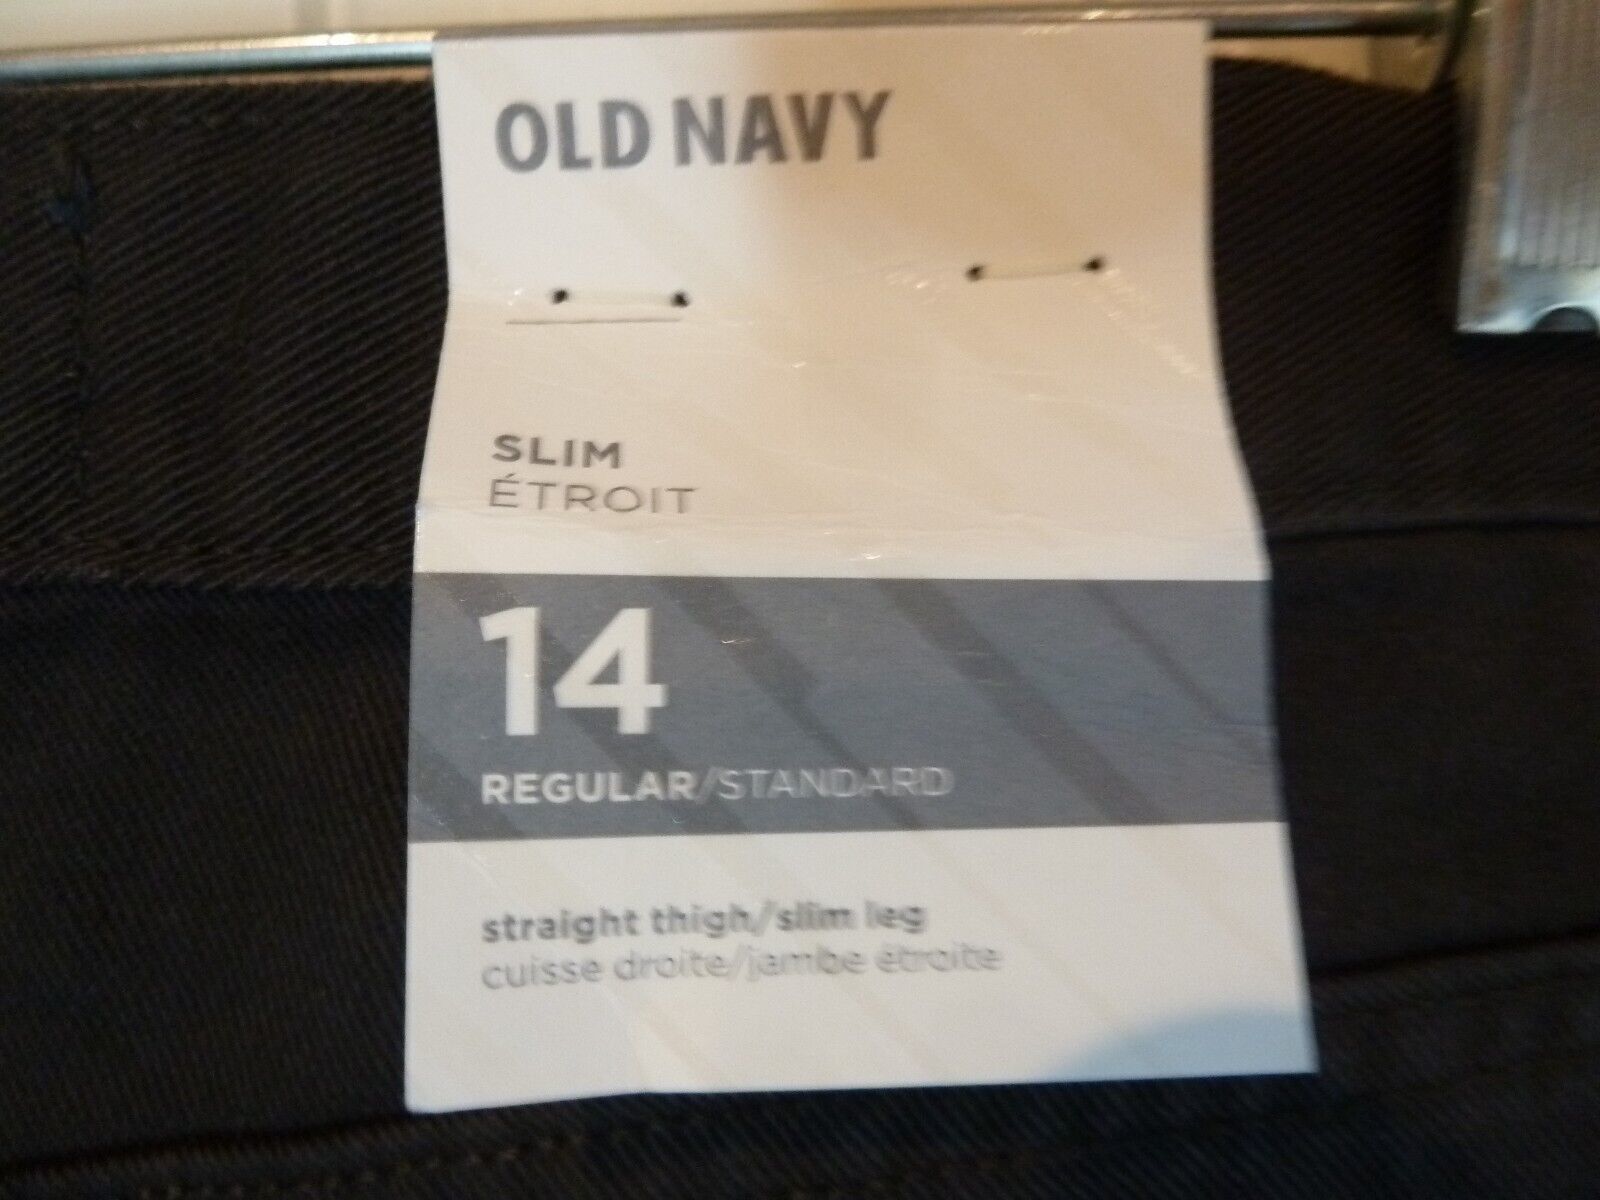 OLD NAVY
SLIM
ÉTROIT
14
REGULAR/STANDARD
straight thigh/slim leg
cuisse droite/jambe étroite